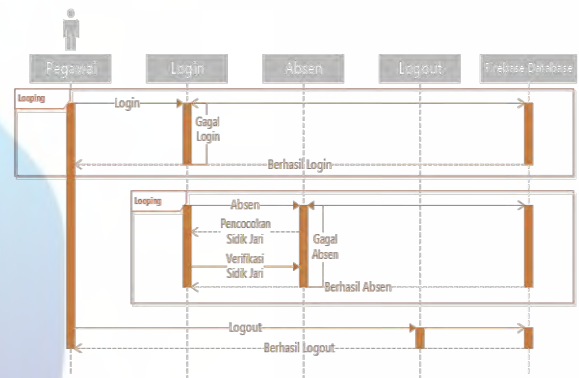 Pegawai
Login
Absen
Logout
Firebase Database
Looping
Login
Gagal
Login
Berhasil Login
Looping
Absen
Pencocokan
Sidik Jari
Gagal
Absen
Verifikasi
Sidik Jari
Berhasil Absen
Logout
Berhasil Logout